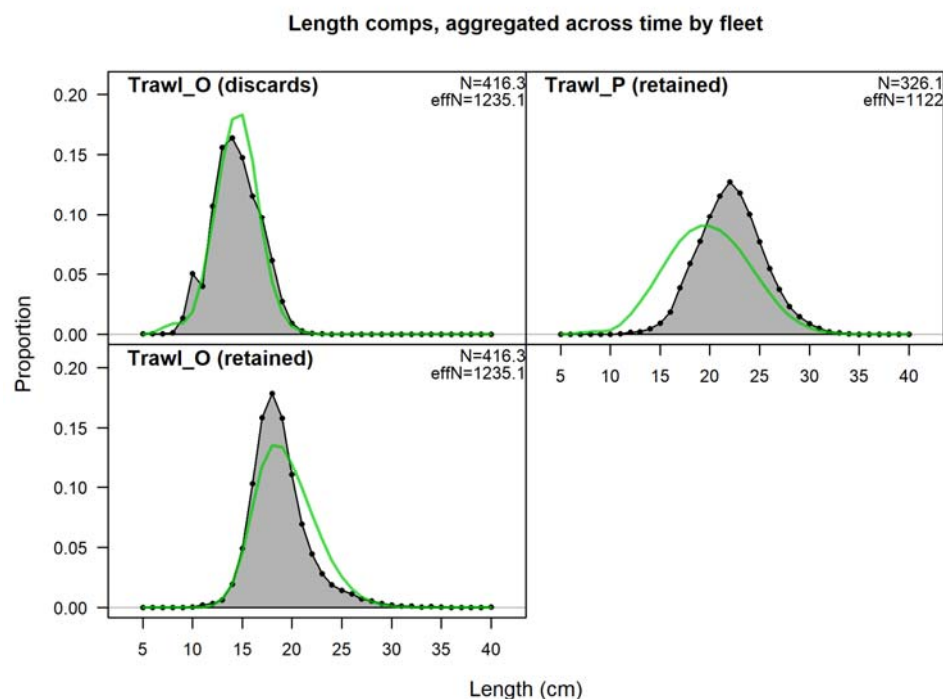 Length comps, aggregated across time by fleet
Trawl_O (discards)
N=416.3
effN=1235.1
Trawl_P (retained)
N=326.1
effN=1122
0.20
0.15
0.10
0.05
0.00
5 10 15 20 25 30 35 40
Trawl_O (retained)
N=416.3
effN=1235.1
0.20
0.15
0.10
0.05
0.00
5 10 15 20 25 30 35 40
Proportion
Length (cm)